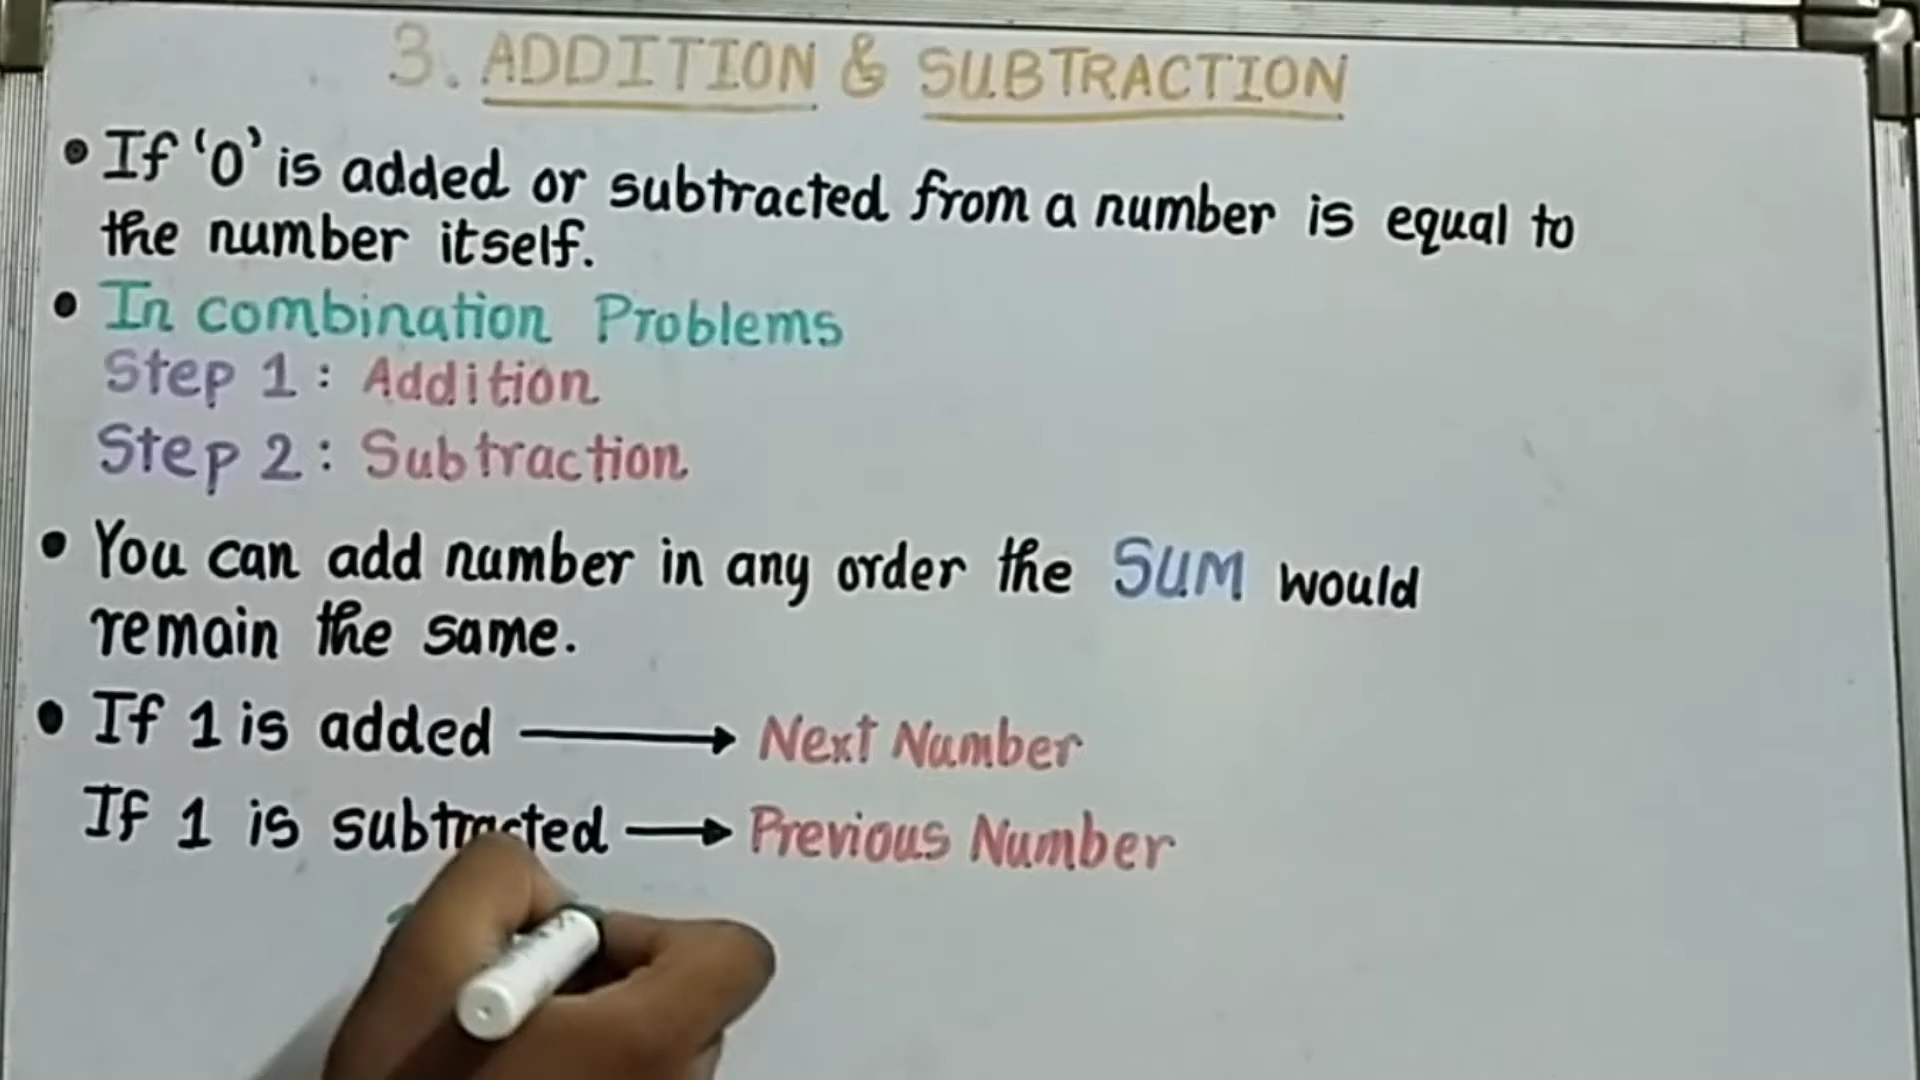 3. ADDITION & SUBTRACTION
• If ‘0’ is added or subtracted from a number is equal to
the number itself.
• In combination Problems
Step 1: Addition
Step 2: Subtraction
• You can add number in any order the SUM would
remain the same.
• If 1 is added → Next Number
If 1 is subtracted → Previous Number